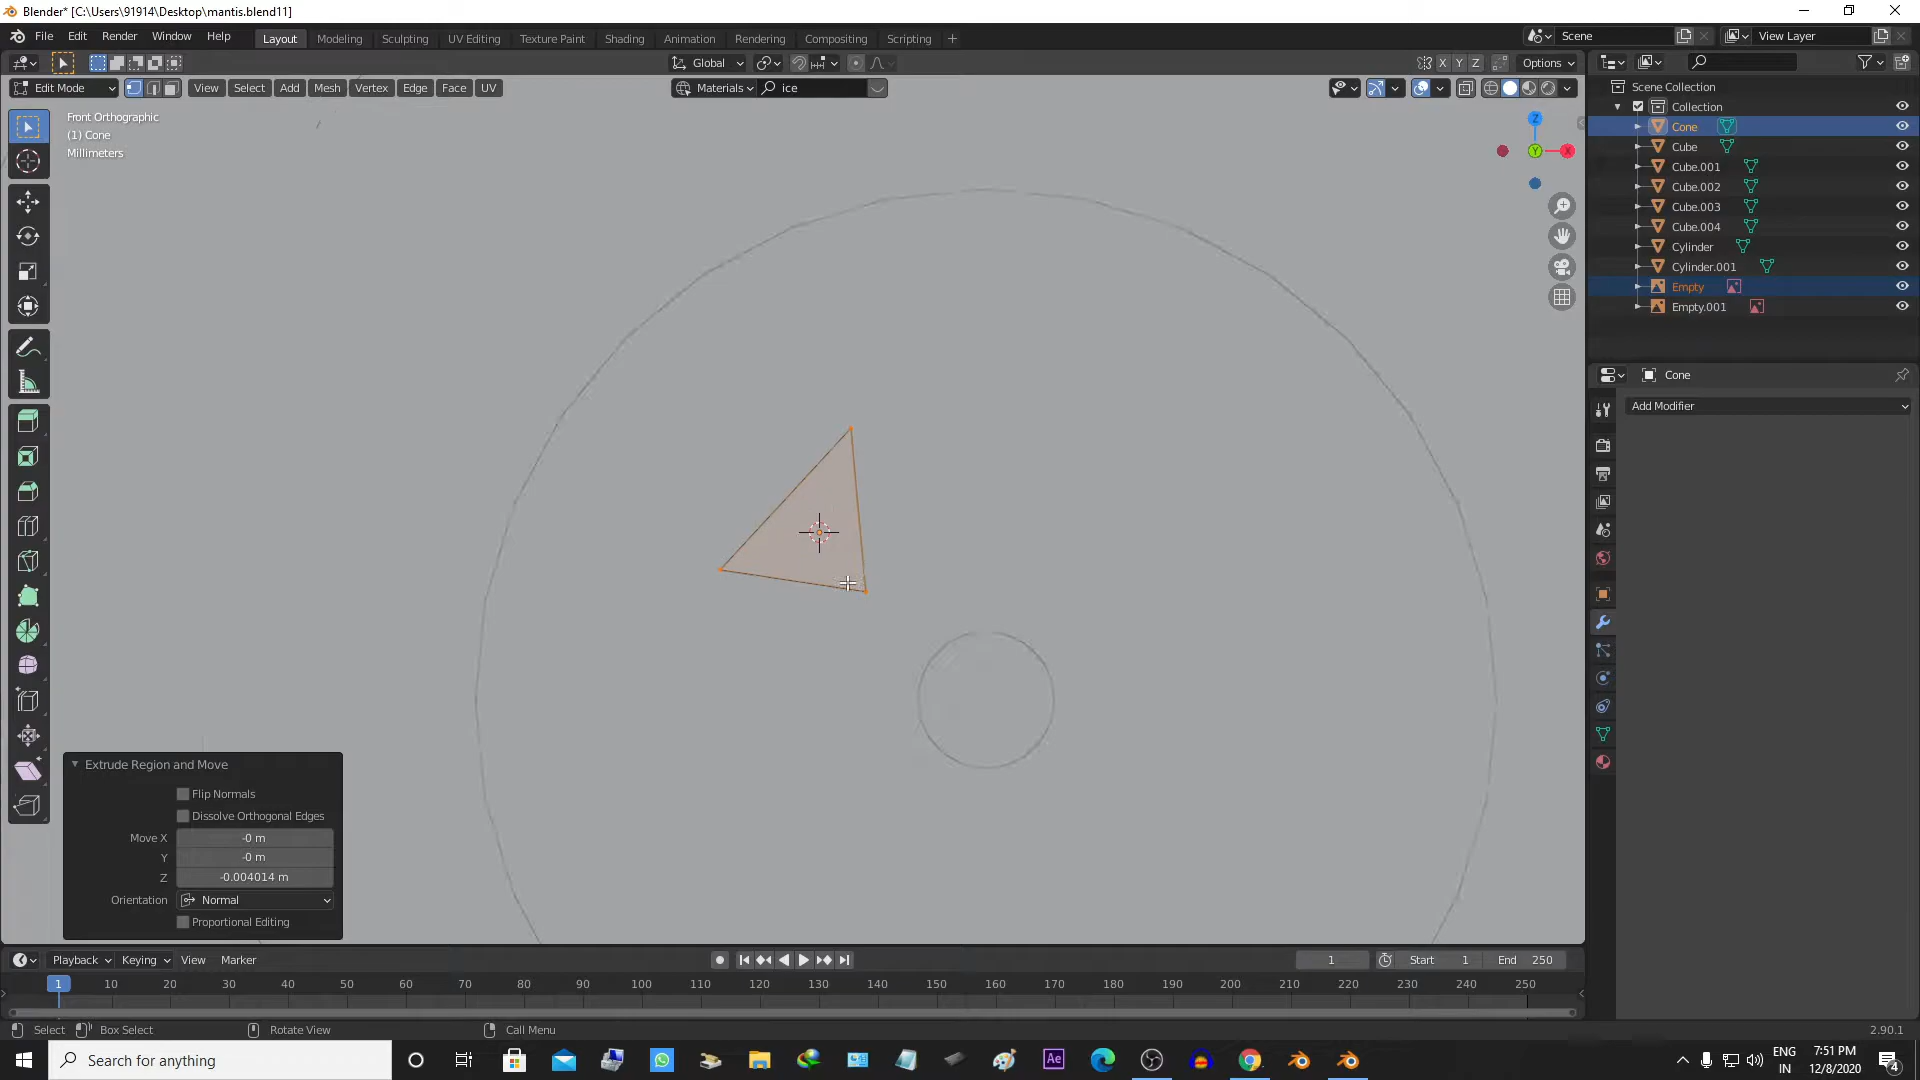 Blender* [C:\Users\91914\Desktop\mantis.blend11]
File Edit Render Window Help
Layout Modeling Sculpting UV Editing Texture Paint Shading Animation Rendering Compositing Scripting
Scene
View Layer
Global
X Y Z
Options
Edit Mode
View Select Add Mesh Vertex Edge Face UV
Materials
ice
Front Orthographic
(1) Cone
Millimeters
Z
Y
X
Scene Collection
Collection
Cone
Cube
Cube.001
Cube.002
Cube.003
Cube.004
Cylinder
Cylinder.001
Empty
Empty.001
Cone
Add Modifier
Extrude Region and Move
Flip Normals
Dissolve Orthogonal Edges
Move X -0 m
Y -0 m
Z -0.004014 m
Orientation Normal
Proportional Editing
Playback Keying View Marker
1
Start 1
End 250
1 10 20 30 40 50 60 70 80 90 100 110 120 130 140 150 160 170 180 190 200 210 220 230 240 250
Select Box Select Rotate View Call Menu
2.90.1
Search for anything
Ae
ENG
IN
7:51 PM
12/8/2020
4